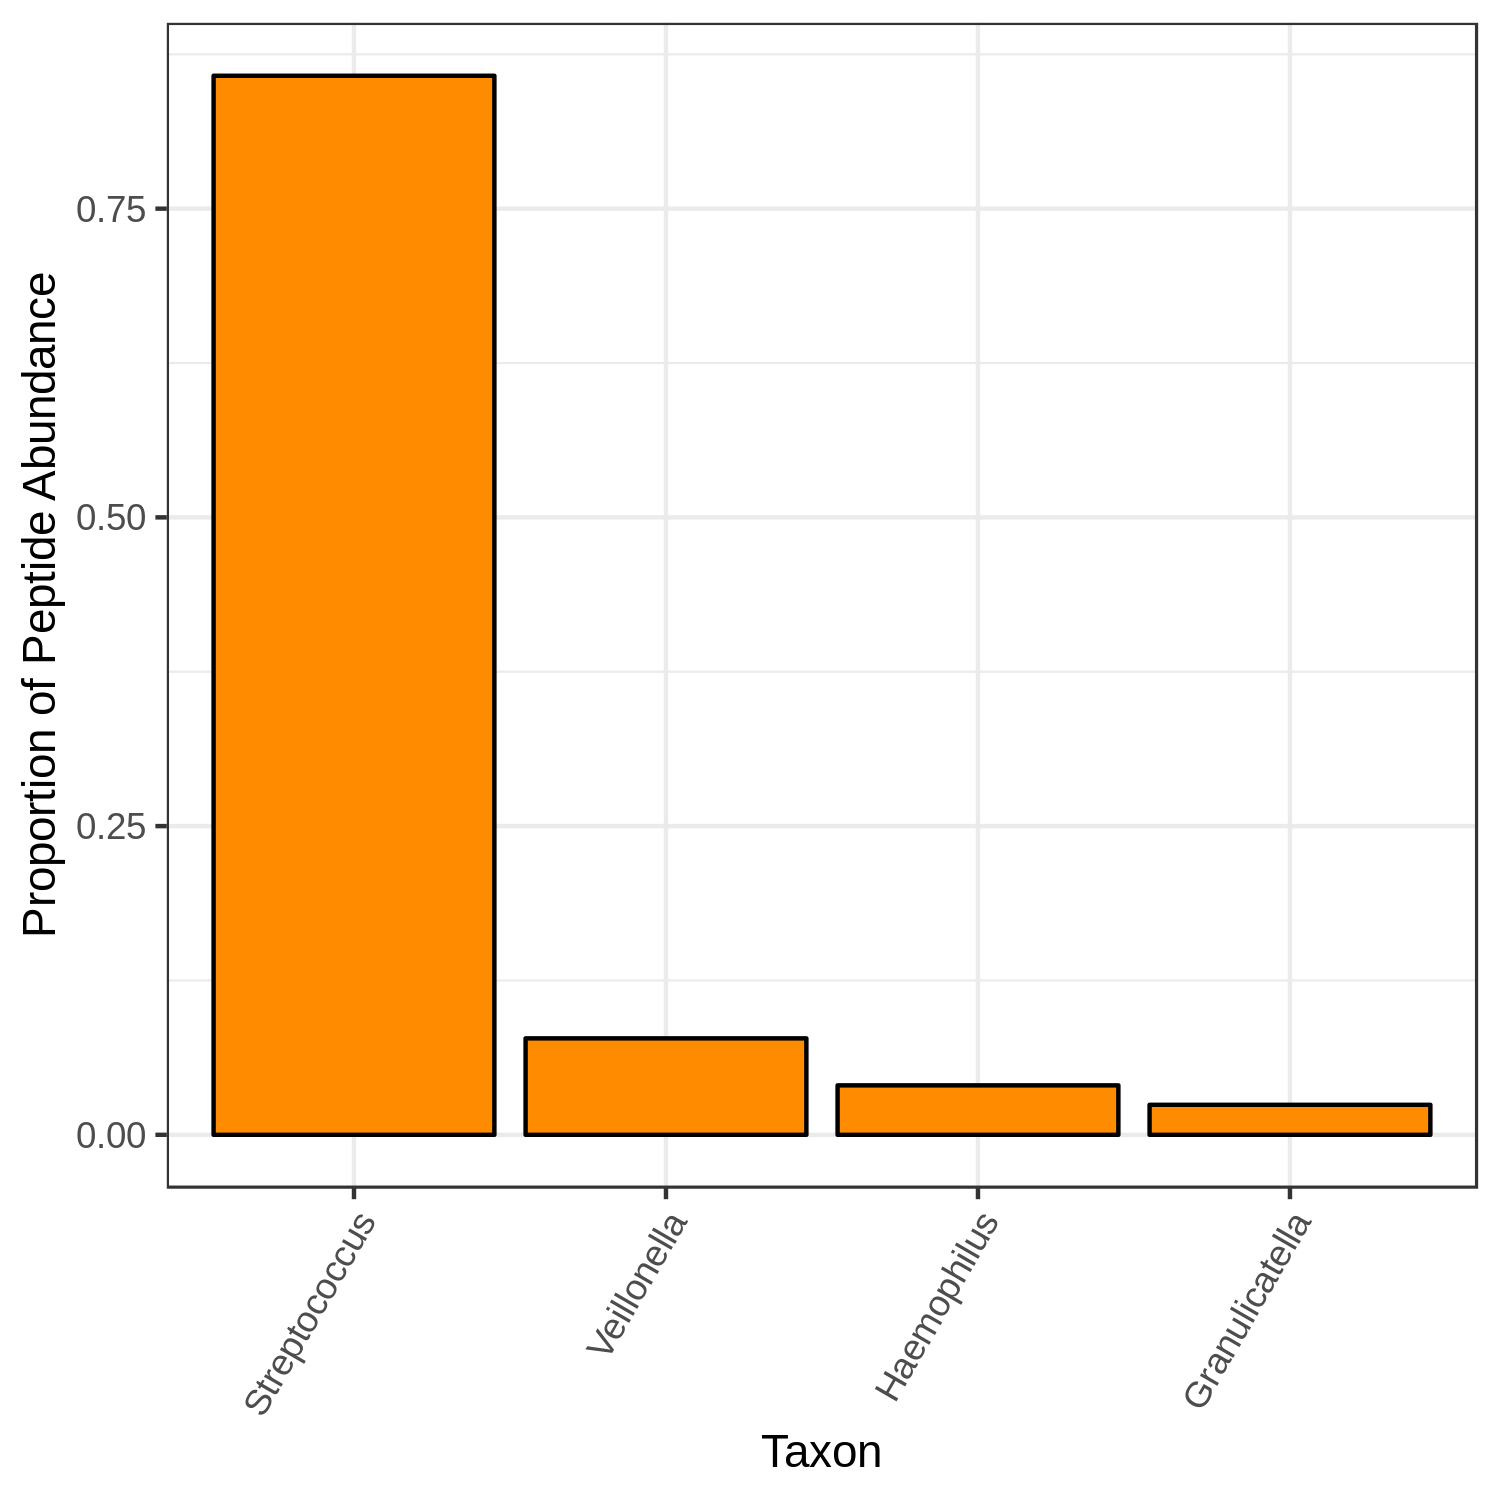 Proportion of Peptide Abundance
0.75
0.50
0.25
0.00
Streptococcus
Veillonella
Haemophilus
Granulicatella
Taxon